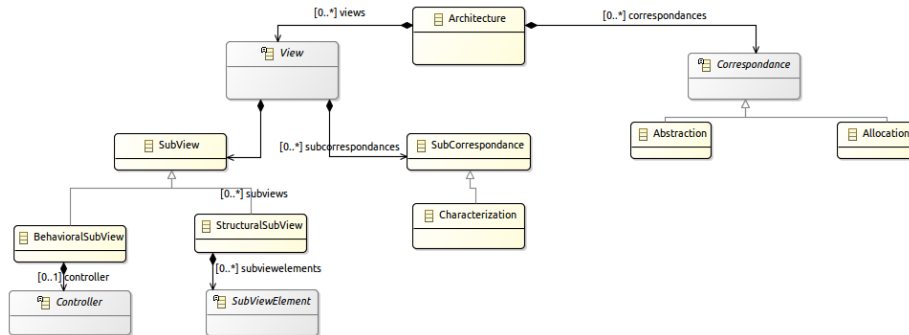 [0..*] views
Architecture
[0..*] correspondances
View
Correspondance
Abstraction
Allocation
SubView
[0..*] subcorrespondances
SubCorrespondance
[0..*] subviews
Characterization
BehavioralSubView
StructuralSubView
[0..1] controller
[0..*] subviewelements
Controller
SubViewElement